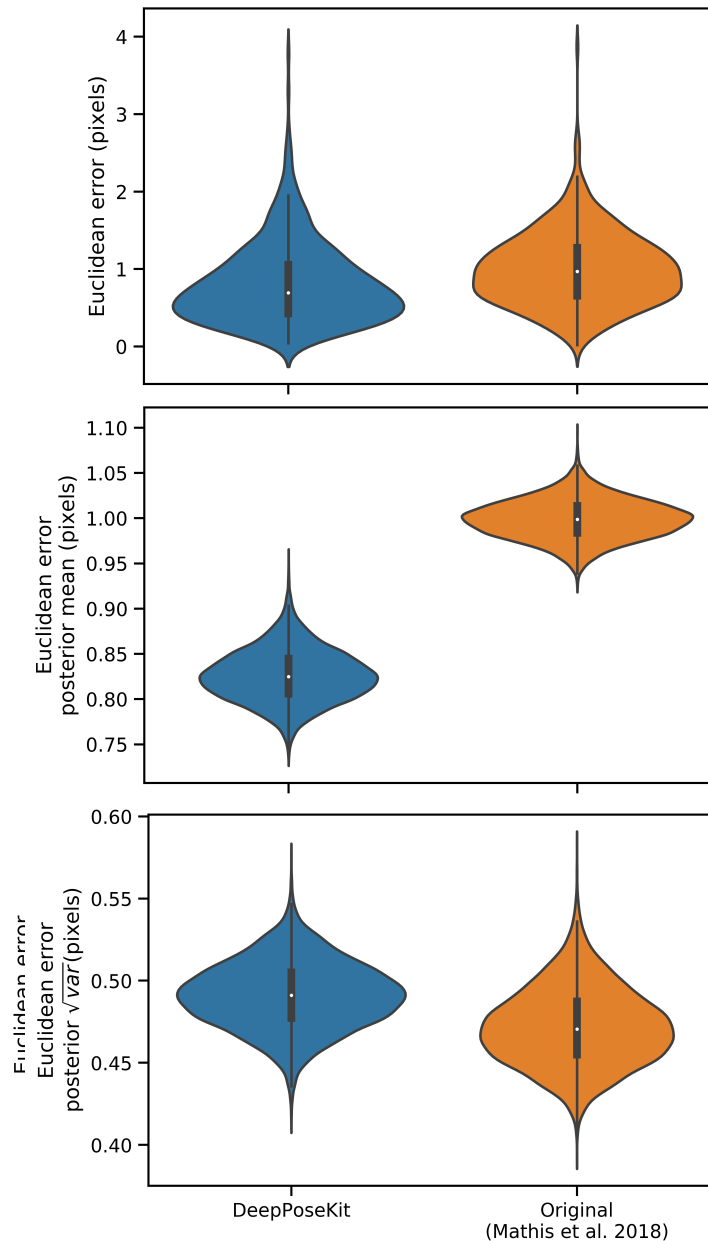 Euclidean error (pixels)
4
3
2
1
0
Euclidean error
posterior mean (pixels)
1.10
1.05
1.00
0.95
0.90
0.85
0.80
0.75
Euclidean error
Euclidean error
posterior √var (pixels)
0.60
0.55
0.50
0.45
0.40
DeepPoseKit
Original
(Mathis et al. 2018)